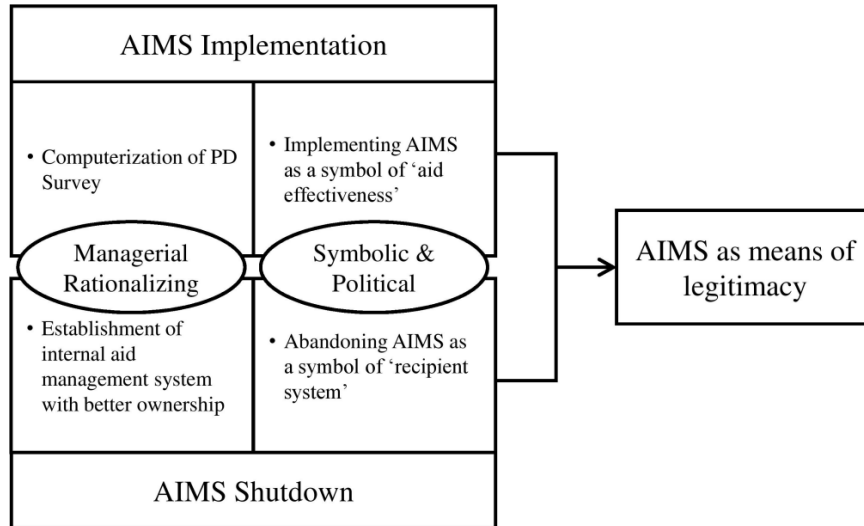 AIMS Implementation
• Computerization of PD
Survey
• Implementing AIMS
as a symbol of ‘aid
effectiveness’
Managerial
Rationalizing
Symbolic &
Political
• Establishment of
internal aid
management system
with better ownership
• Abandoning AIMS as
a symbol of ‘recipient
system’
AIMS Shutdown
AIMS as means of
legitimacy